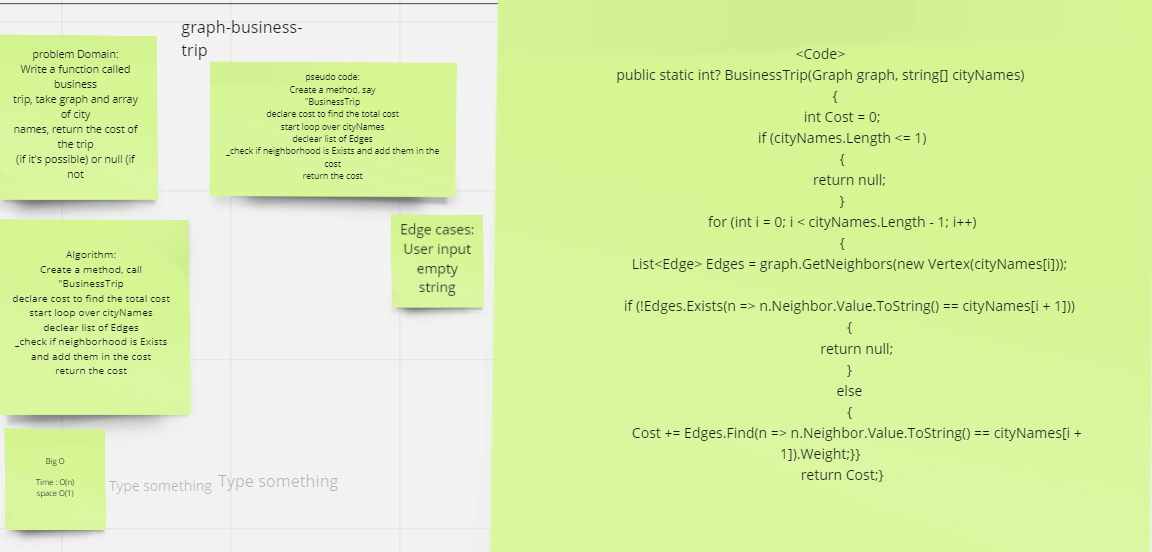 graph-business-
trip
problem Domain:
Write a function called
business
trip, take graph and array
of city
names, return the cost of
the trip
(if it's possible) or null (if
not
pseudo code:
Create a method, say
"BusinessTrip
declare cost to find the total cost
start loop over cityNames
declear list of Edges
_check if neighborhood is Exists and add them in the
cost
return the cost
Edge cases:
User input
empty
string
Algorithm:
Create a method, call
"BusinessTrip
declare cost to find the total cost
start loop over cityNames
declear list of Edges
_check if neighborhood is Exists
and add them in the cost
return the cost
Big O
Time : O(n)
space O(1)
Type something
Type something
<Code>
public static int? BusinessTrip(Graph graph, string[] cityNames)
{
int Cost = 0;
if (cityNames.Length <= 1)
{
return null;
}
for (int i = 0; i < cityNames.Length - 1; i++)
{
List<Edge> Edges = graph.GetNeighbors(new Vertex(cityNames[i]));
if (!Edges.Exists(n => n.Neighbor.Value.ToString() == cityNames[i + 1]))
{
return null;
}
else
{
Cost += Edges.Find(n => n.Neighbor.Value.ToString() == cityNames[i +
1]).Weight;}}
return Cost;}